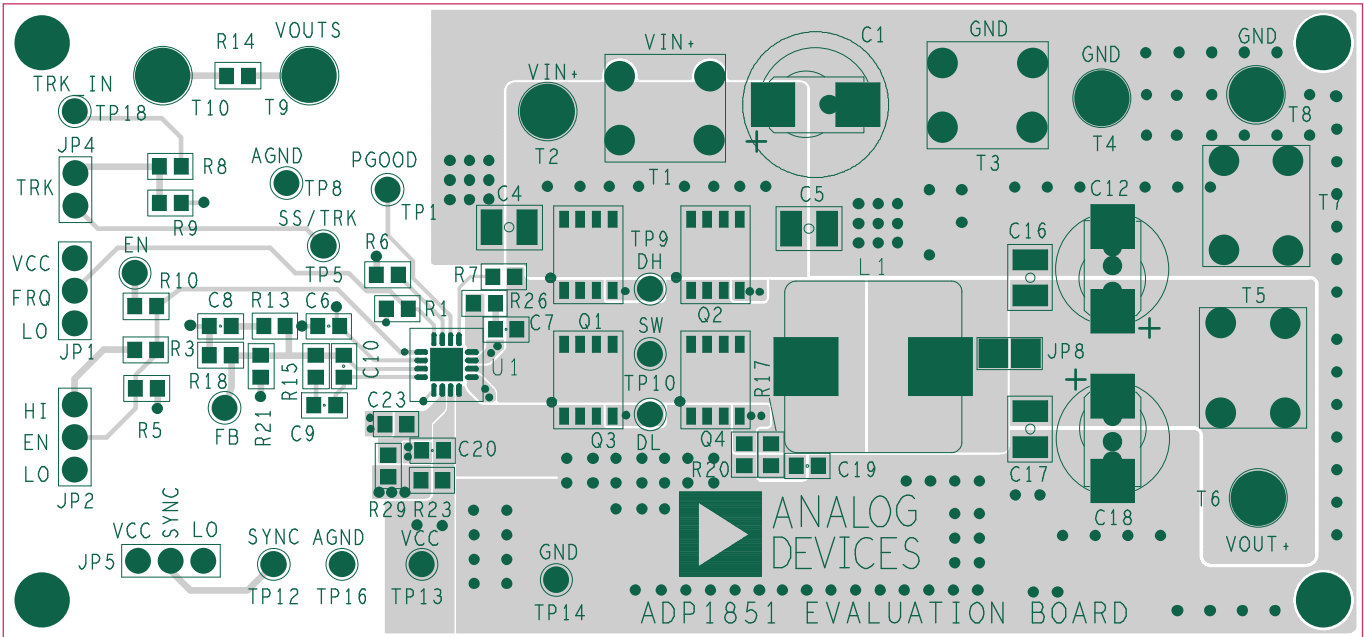 R14
VOUTS
VIN+
C1
GND
GND
GND
VIN+
TRK_IN
TP18
T10
T9
T2
T1
T3
T4
T8
JP4
TRK
R8
R9
AGND
TP8
PGOOD
TP1
SS/TRK
TP5
C4
C5
C12
T7
EN
VCC
FRQ
LO
JP1
R10
R6
R7
R1
R26
C7
TP9
DH
L1
C16
T5
C8
R13
C6
Q1
SW
Q2
R3
R18
R21
R15
C10
U1
TP10
R17
JP8
HI
EN
LO
JP2
R5
FB
C9
C23
C20
Q3
DL
Q4
R20
C19
C17
R29
R23
C18
T6
VOUT+
VCC
SYNC
LO
JP5
SYNC
TP12
AGND
TP16
VCC
TP13
GND
TP14
ANALOG
DEVICES
ADP1851 EVALUATION BOARD